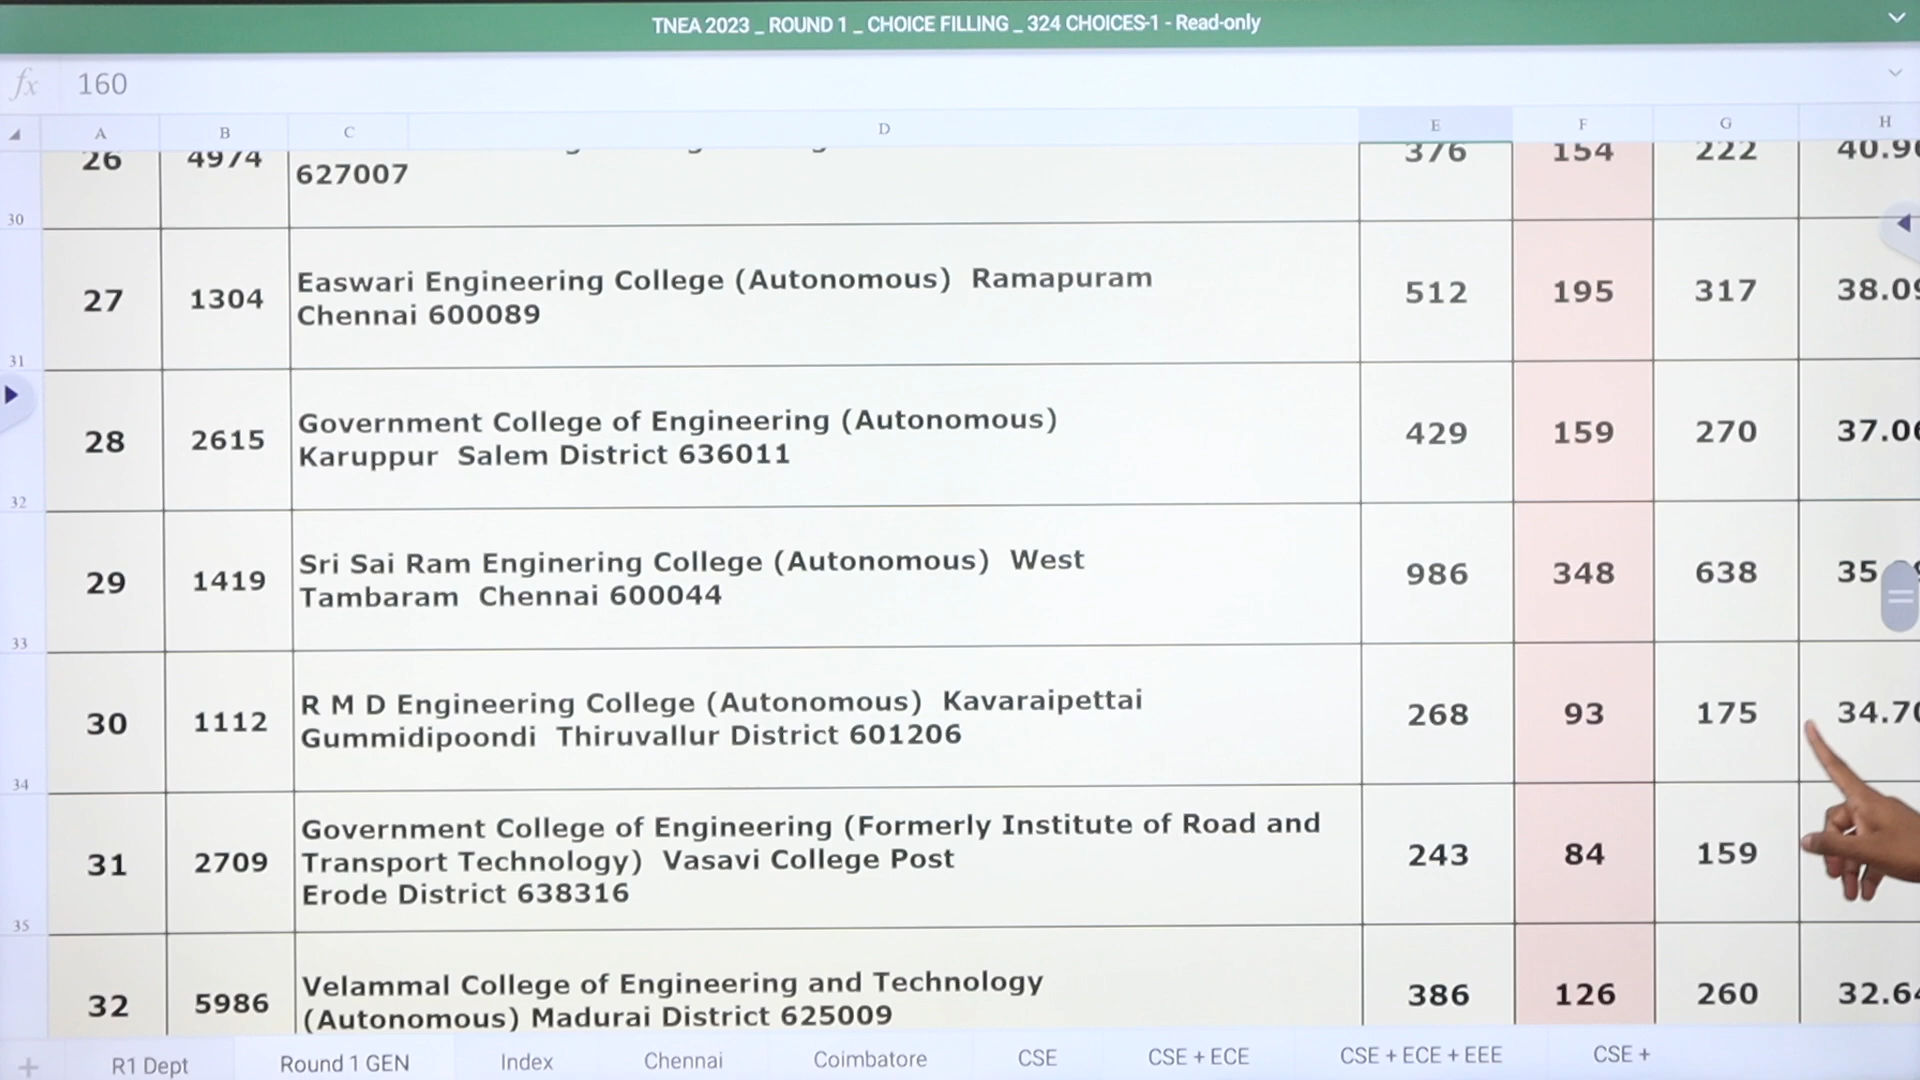 TNEA 2023 _ ROUND 1 _ CHOICE FILLING _ 324 CHOICES-1 - Read-only
fx 160
A B C D E F G H
26 4974 627007 376 154 222
30
27 1304 Easwari Engineering College (Autonomous) Ramapuram 512 195 317
Chennai 600089
31
28 2615 Government College of Engineering (Autonomous) 429 159 270
Karuppur Salem District 636011
32
29 1419 Sri Sai Ram Enginering College (Autonomous) West 986 348 638
Tambaram Chennai 600044
33
30 1112 R M D Engineering College (Autonomous) Kavaraipettai 268 93 175
Gummidipoondi Thiruvallur District 601206
34
31 2709 Government College of Engineering (Formerly Institute of Road and 243 84 159
Transport Technology) Vasavi College Post
Erode District 638316
35
32 5986 Velammal College of Engineering and Technology 386 126 260
(Autonomous) Madurai District 625009
+ R1 Dept Round 1 GEN Index Chennai Coimbatore CSE CSE + ECE CSE + ECE + EEE CSE +